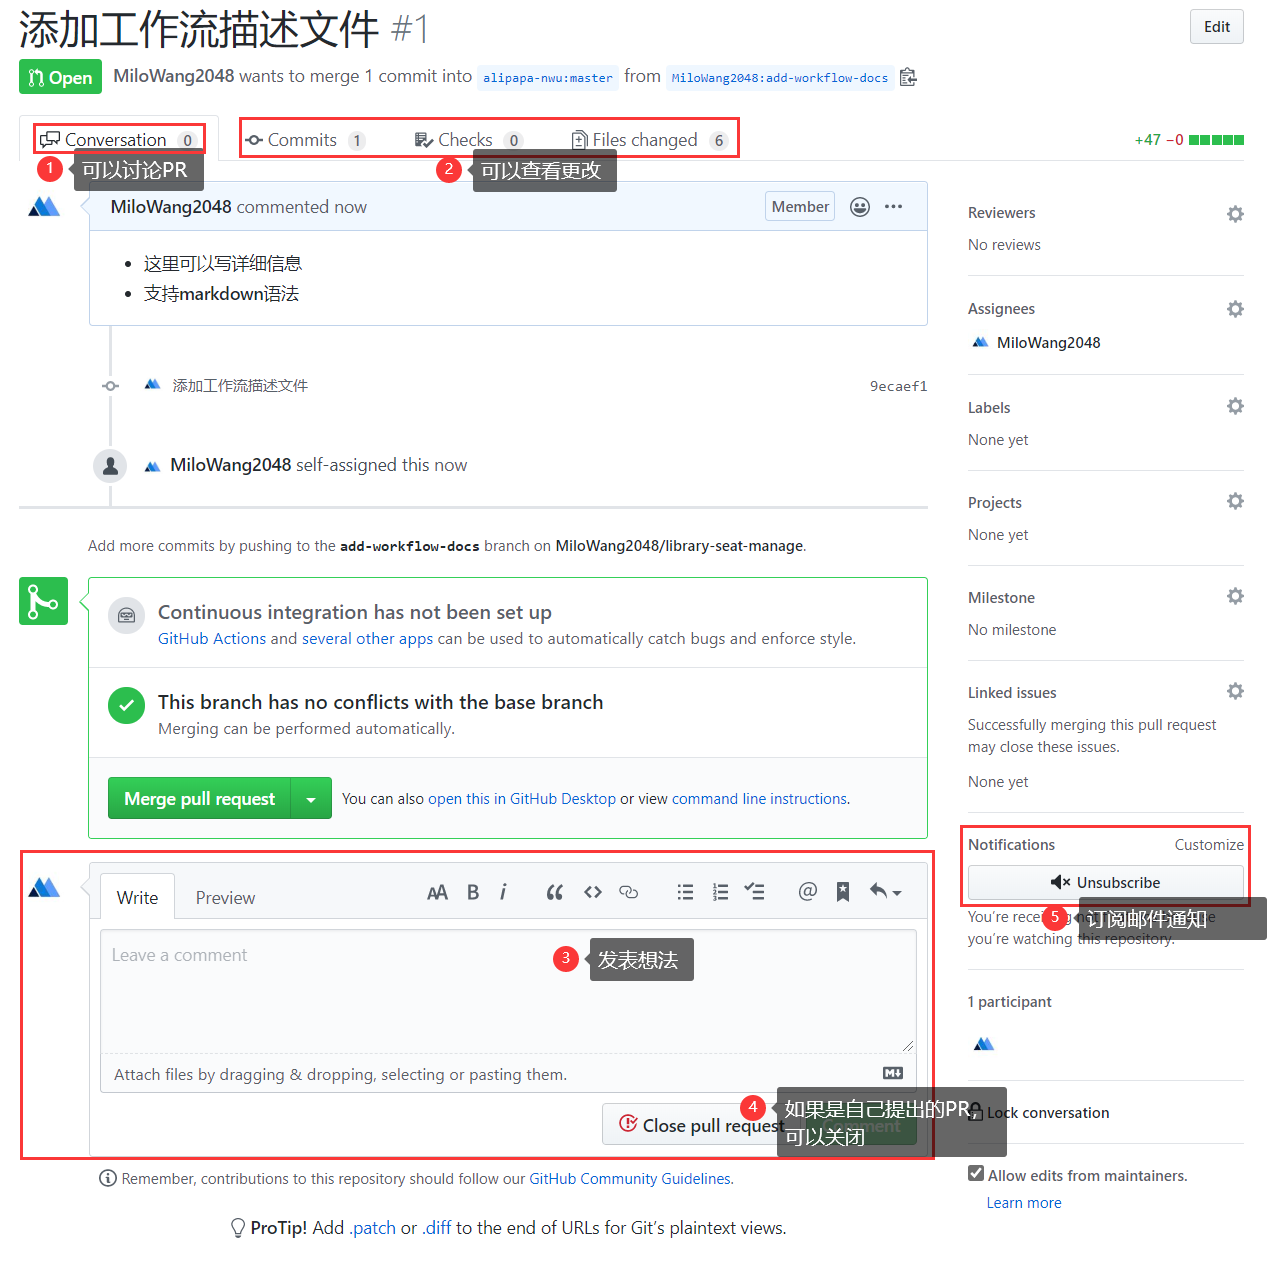 添加工作流描述文件 #1
Edit
Open MiloWang2048 wants to merge 1 commit into alipapa-nwu:master from MiloWang2048:add-workflow-docs
Conversation 0 Commits 1 Checks 0 Files changed 6
+47 −0
1 可以讨论PR
2 可以查看更改
MiloWang2048 commented now
Member
这里可以写详细信息
支持markdown语法
添加工作流描述文件 9ecaef1
MiloWang2048 self-assigned this now
Add more commits by pushing to the add-workflow-docs branch on MiloWang2048/library-seat-manage.
Continuous integration has not been set up
GitHub Actions and several other apps can be used to automatically catch bugs and enforce style.
This branch has no conflicts with the base branch
Merging can be performed automatically.
Merge pull request You can also open this in GitHub Desktop or view command line instructions.
Write Preview
AA B i
Leave a comment
3 发表想法
Attach files by dragging & dropping, selecting or pasting them.
Close pull request
Comment
4 如果是自己提出的PR,
可以关闭
Remember, contributions to this repository should follow our GitHub Community Guidelines.
ProTip! Add .patch or .diff to the end of URLs for Git's plaintext views.
Reviewers
No reviews
Assignees
MiloWang2048
Labels
None yet
Projects
None yet
Milestone
No milestone
Linked issues
Successfully merging this pull request
may close these issues.
None yet
Notifications Customize
Unsubscribe
5 订阅邮件通知
You're
you're watching this repository.
1 participant
Lock conversation
Allow edits from maintainers.
Learn more